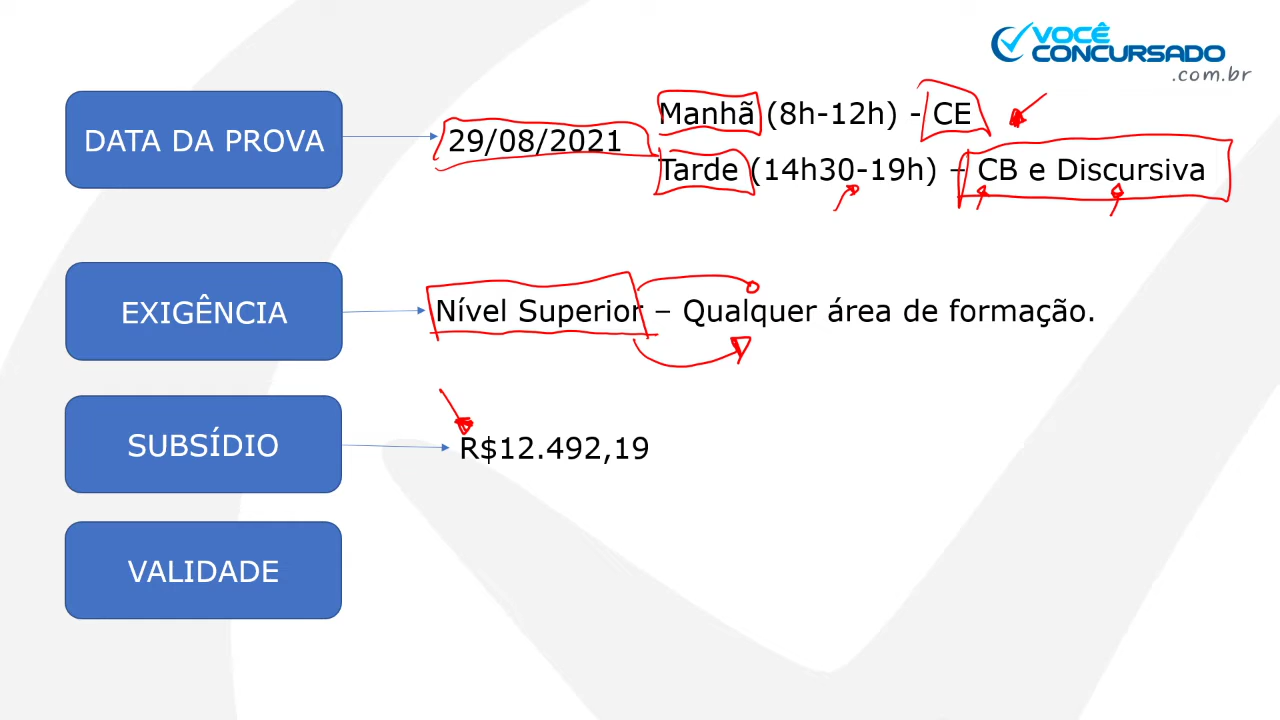 VOCÊ
CONCURSADO
.com.br
DATA DA PROVA
29/08/2021
Manhã (8h-12h) - CE
Tarde (14h30-19h) – CB e Discursiva
EXIGÊNCIA
Nível Superior – Qualquer área de formação.
SUBSÍDIO
R$12.492,19
VALIDADE